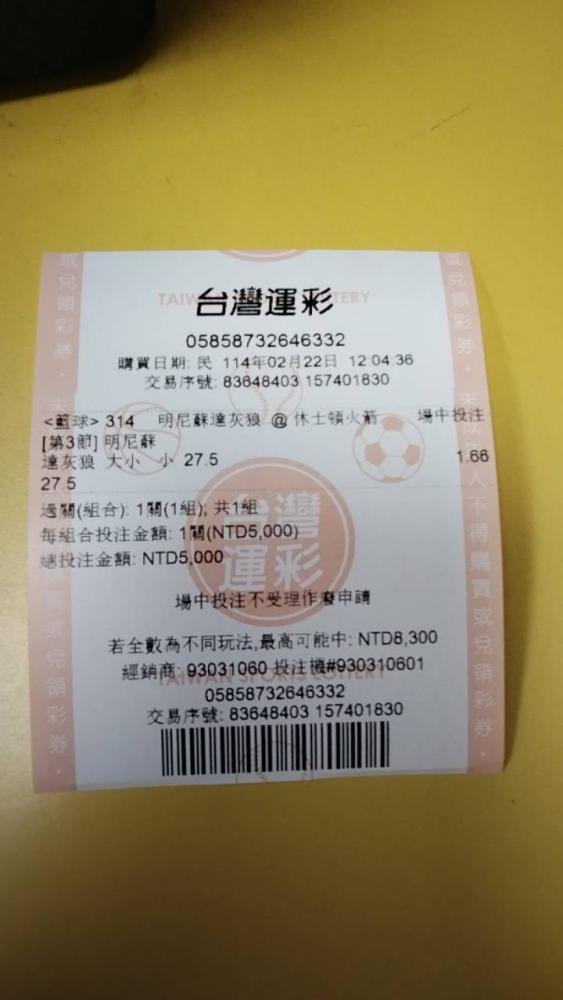 台灣運彩
05858732646332
購買日期: 民 114年02月22日 12:04:36
交易序號: 83648403 157401830
<籃球> 314 明尼蘇達灰狼 @ 休士頓火箭 場中投注
[第3節] 明尼蘇
達灰狼 大小 小 27.5 1.66
27.5
過關(組合): 1關(1組); 共1組
每組合投注金額: 1關(NTD5,000)
總投注金額: NTD5,000
台灣
運彩
場中投注不受理作廢申請
若全數為不同玩法,最高可能中: NTD8,300
經銷商: 93031060 投注機#930310601
TAIWAN SPORTS LOTTERY
05858732646332
交易序號: 83648403 157401830